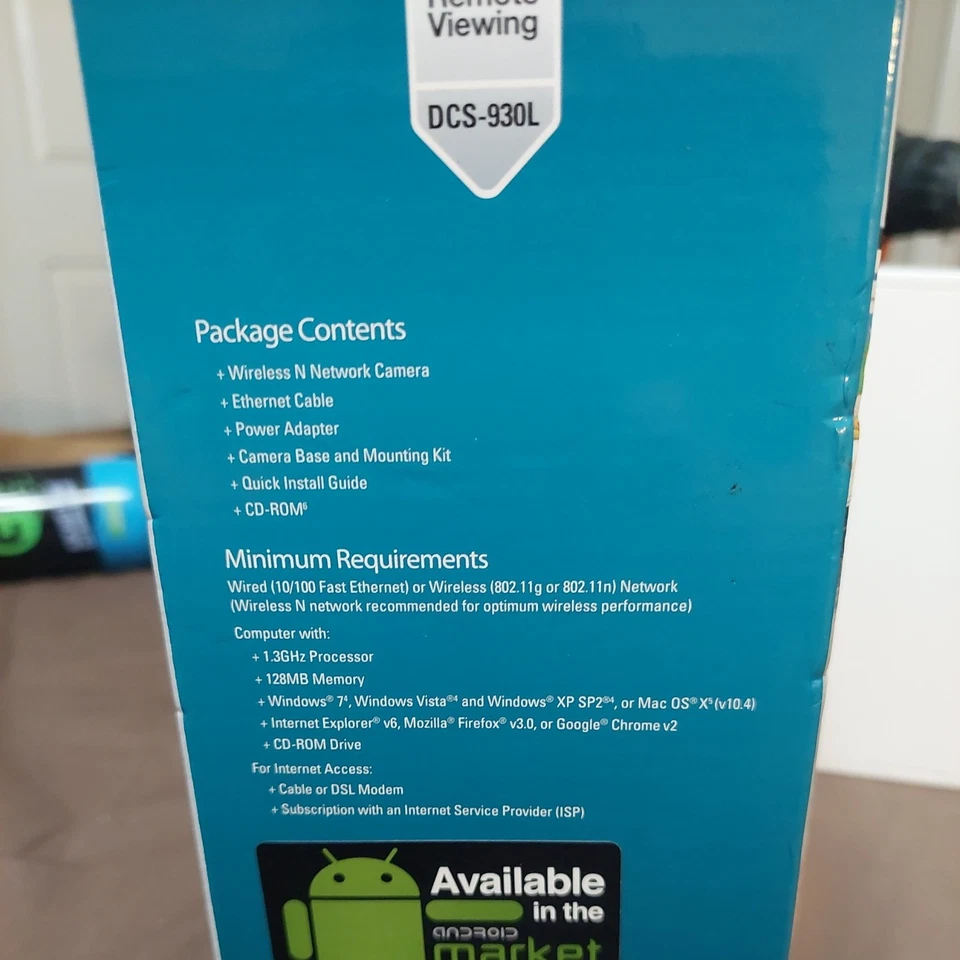 Remote
Viewing
DCS-930L
Package Contents
+ Wireless N Network Camera
+ Ethernet Cable
+ Power Adapter
+ Camera Base and Mounting Kit
+ Quick Install Guide
+ CD-ROM⁶
Minimum Requirements
Wired (10/100 Fast Ethernet) or Wireless (802.11g or 802.11n) Network
(Wireless N network recommended for optimum wireless performance)
Computer with:
+ 1.3GHz Processor
+ 128MB Memory
+ Windows® 7⁴, Windows Vista®⁴ and Windows® XP SP2®⁴, or Mac OS® X⁵ (v10.4)
+ Internet Explorer® v6, Mozilla® Firefox® v3.0, or Google® Chrome v2
+ CD-ROM Drive
For Internet Access:
+ Cable or DSL Modem
+ Subscription with an Internet Service Provider (ISP)
Available
in the
ANDROID
market